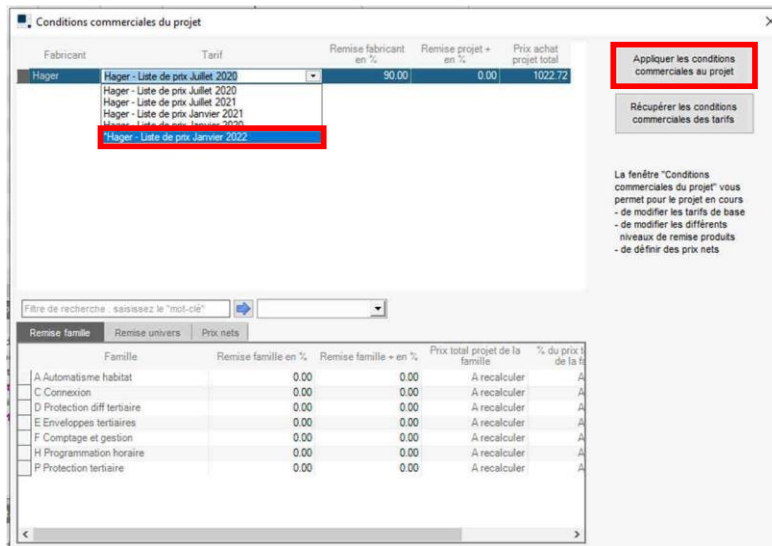 Conditions commerciales du projet
Fabricant Tarif Remise fabricant en % Remise projet + en % Prix achat projet total
Hager Hager - Liste de prix Juillet 2020 90.00 0.00 1022.72
Hager - Liste de prix Juillet 2020
Hager - Liste de prix Juillet 2021
Hager - Liste de prix Janvier 2021
Hager - Liste de prix Janvier 2020
*Hager - Liste de prix Janvier 2022
Appliquer les conditions
commerciales au projet
Récupérer les conditions
commerciales des tarifs
La fenêtre "Conditions
commerciales du projet" vous
permet pour le projet en cours
- de modifier les tarifs de base
- de modifier les différents
niveaux de remise produits
- de définir des prix nets
Filtre de recherche : saisissez le "mot-clé"
Remise famille Remise univers Prix nets
Famille Remise famille en % Remise famille + en % Prix total projet de la famille % du prix t de la fa
A Automatisme habitat 0.00 0.00 A recalculer A
C Connexion 0.00 0.00 A recalculer A
D Protection diff tertiaire 0.00 0.00 A recalculer A
E Enveloppes tertiaires 0.00 0.00 A recalculer A
F Comptage et gestion 0.00 0.00 A recalculer A
H Programmation horaire 0.00 0.00 A recalculer A
P Protection tertiaire 0.00 0.00 A recalculer A